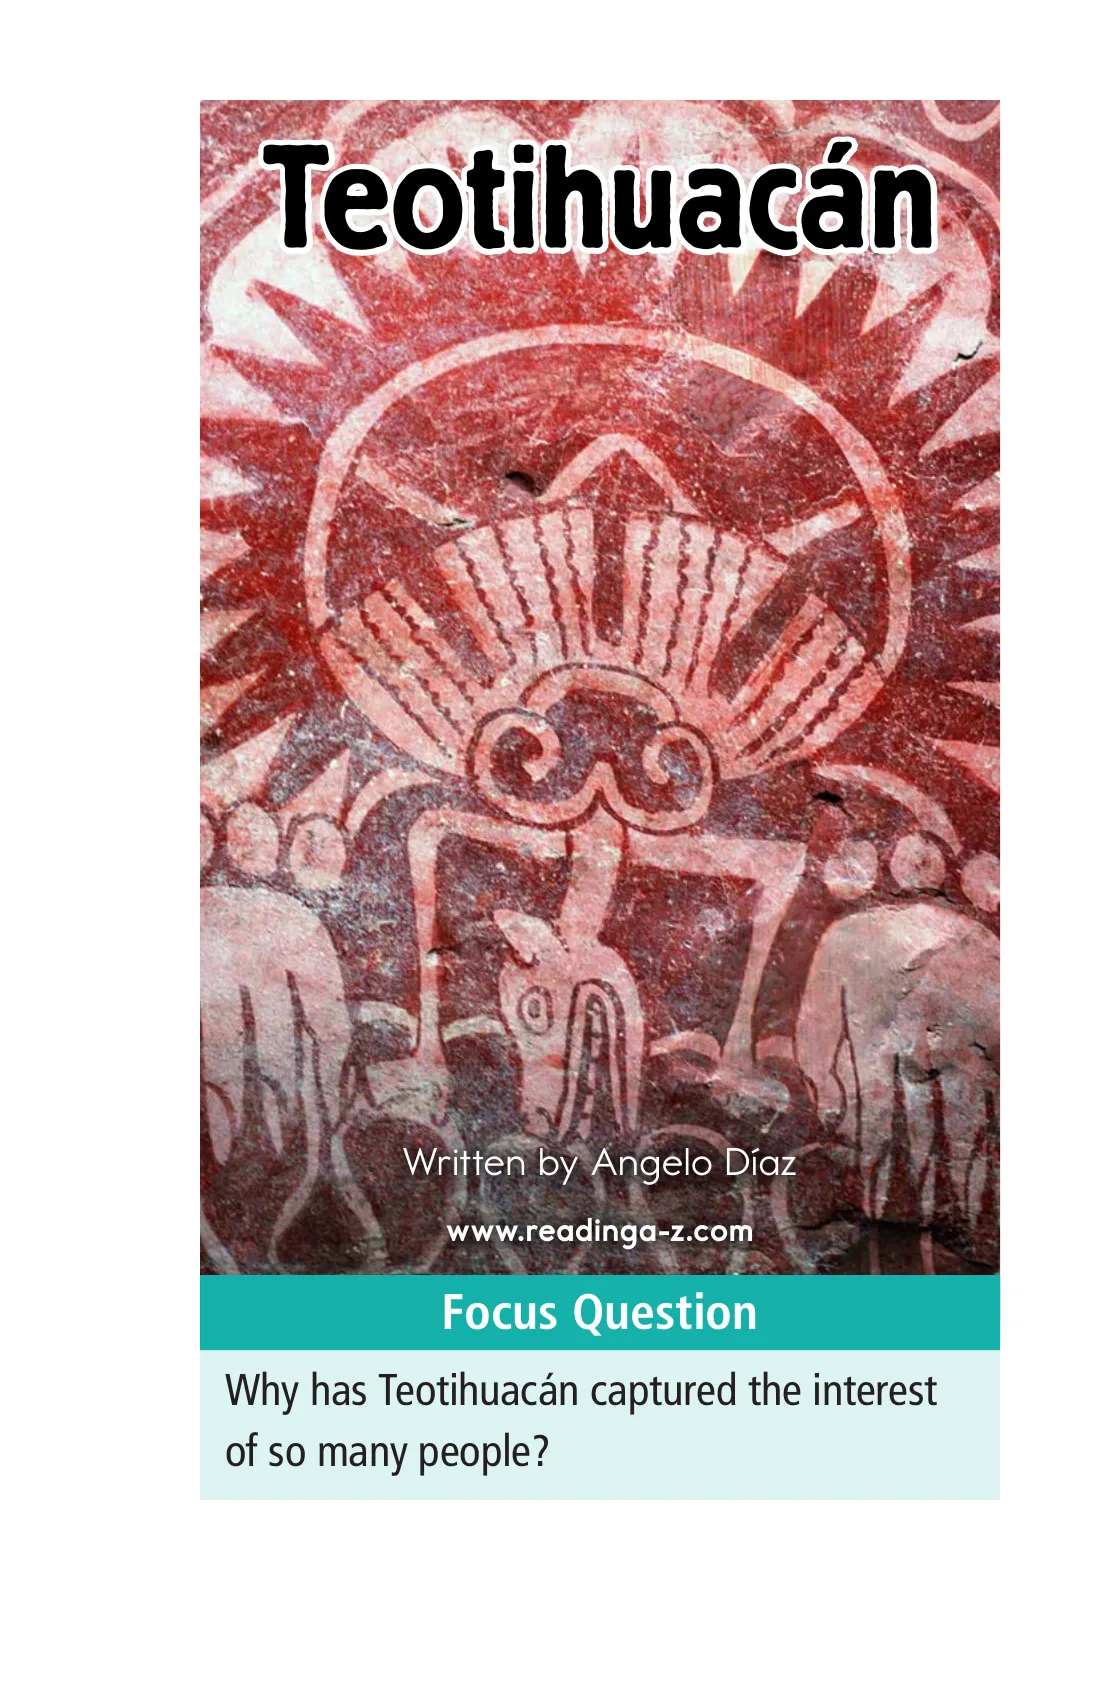 Teotihuacán
Written by Angelo Díaz
www.readinga-z.com
Focus Question
Why has Teotihuacán captured the interest
of so many people?